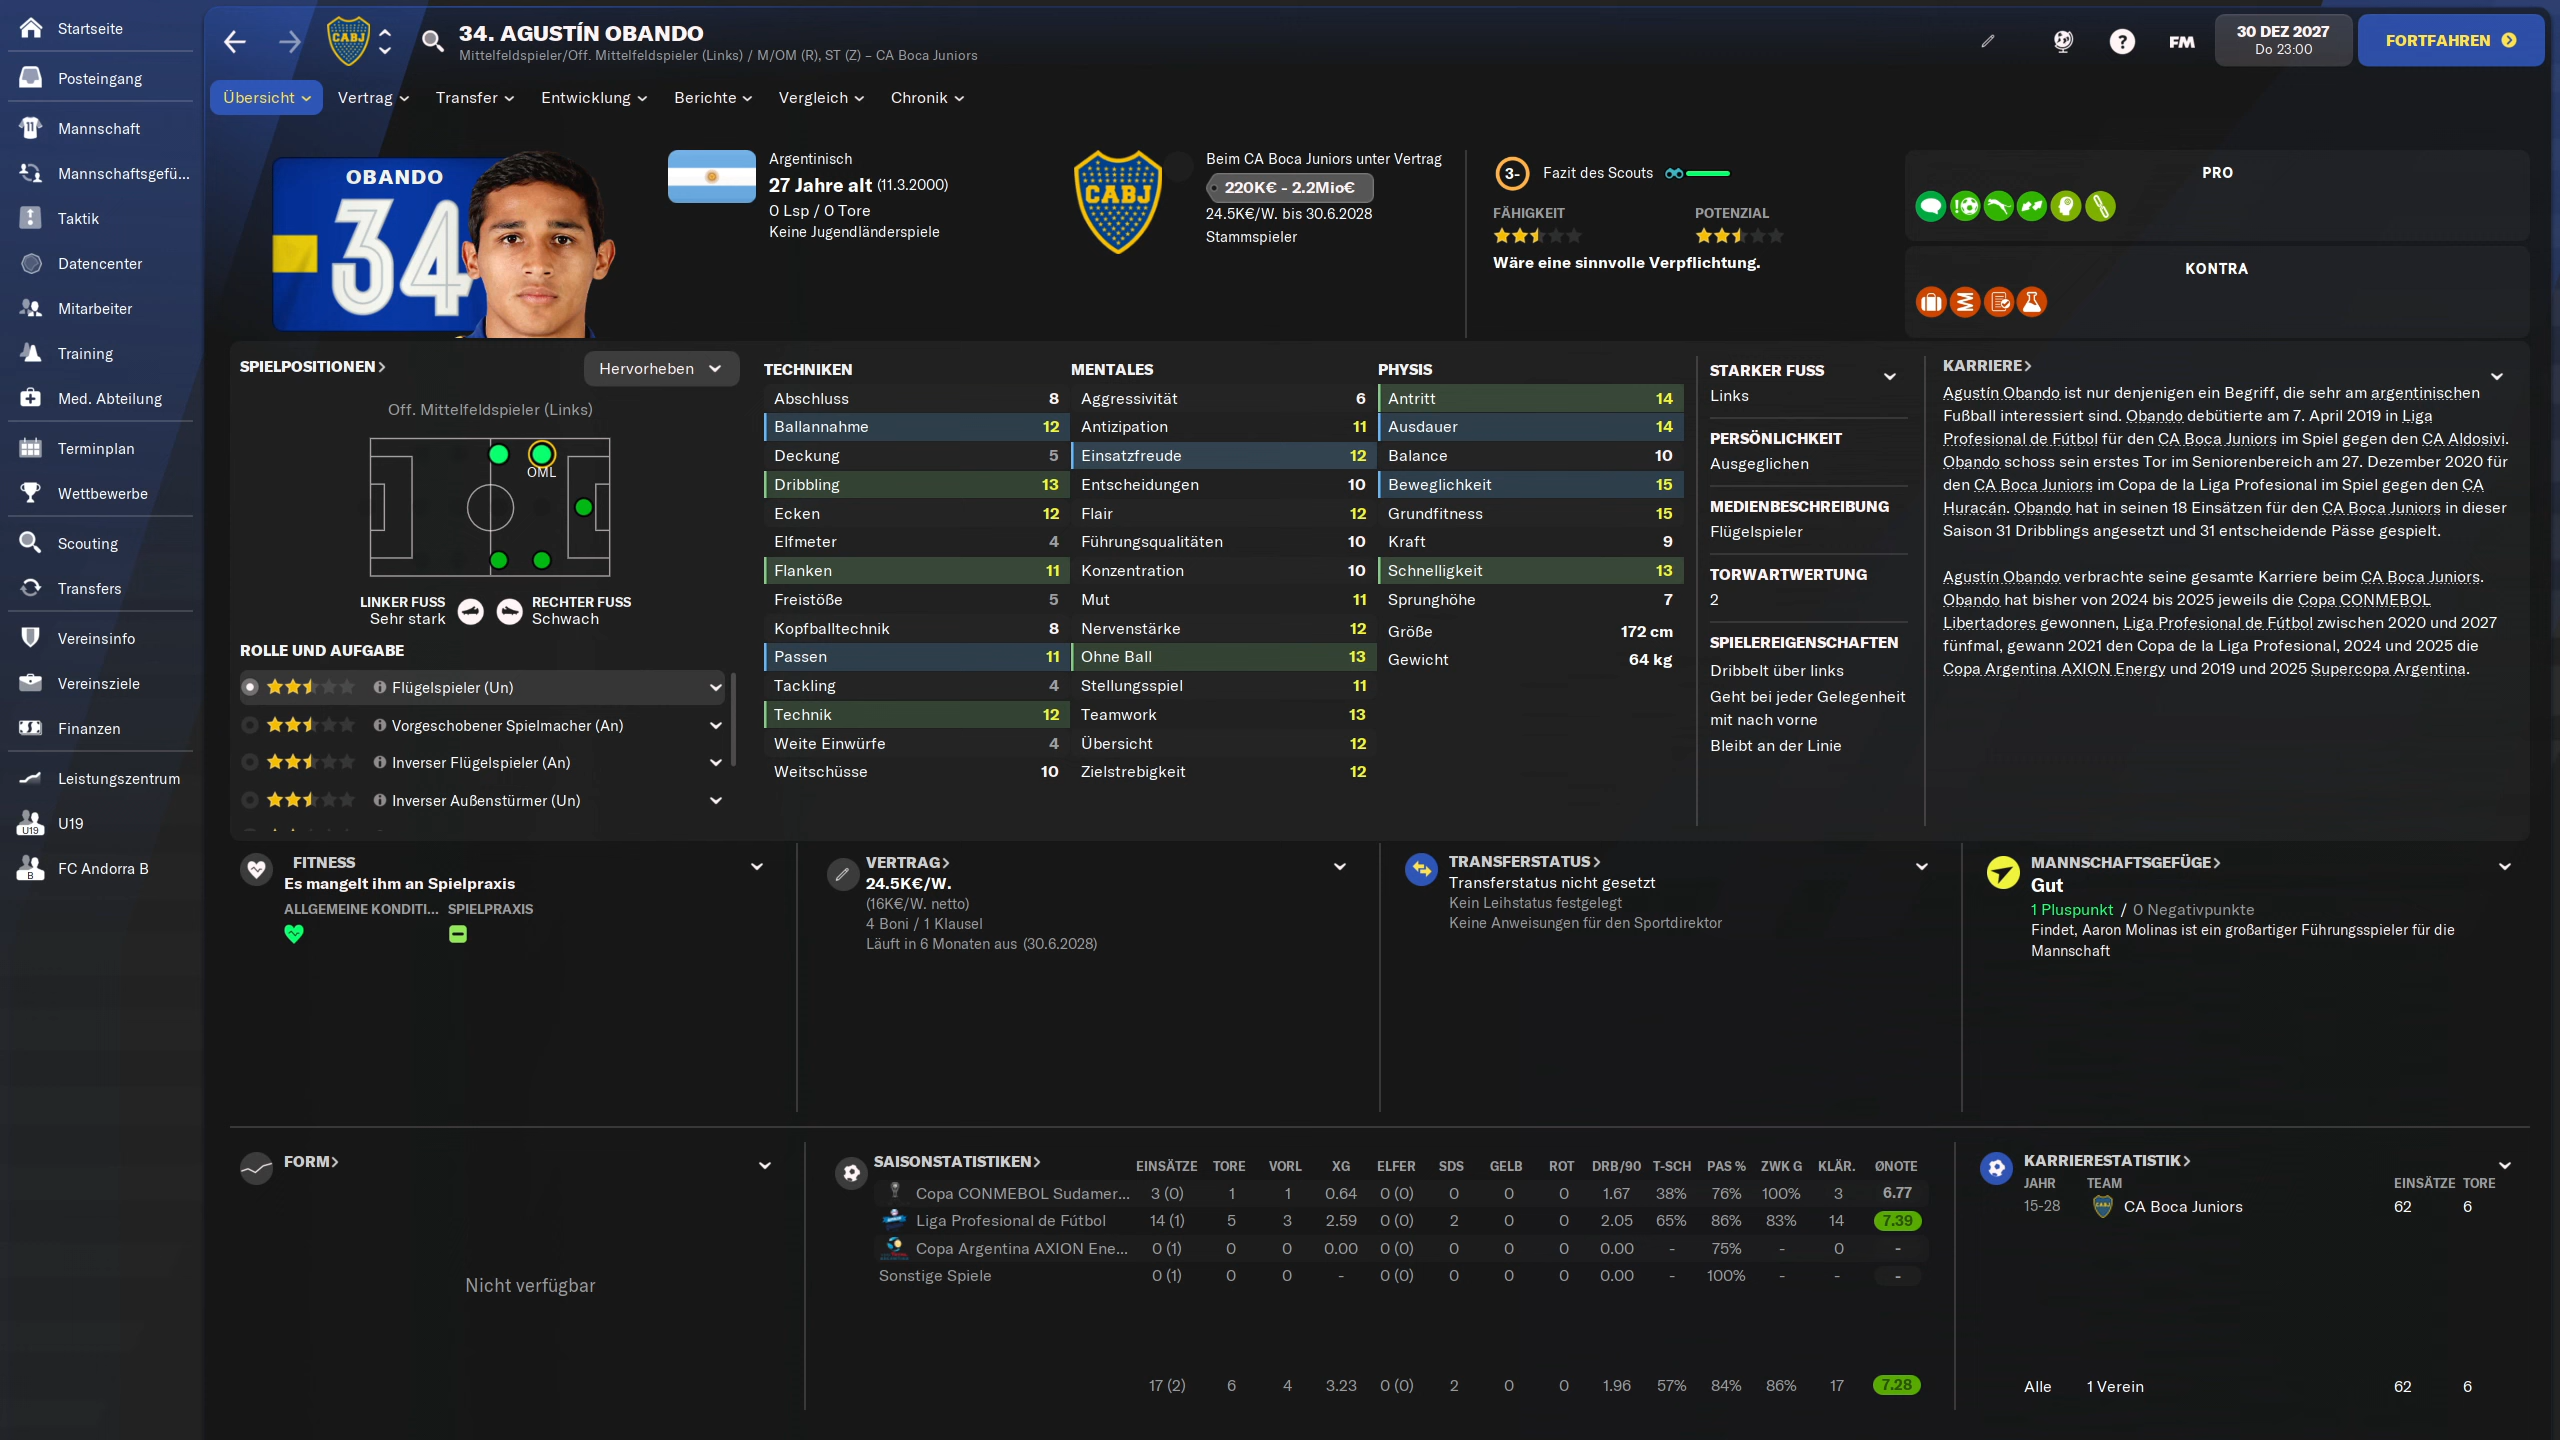 Startseite
Posteingang
Mannschaft
Mannschaftsgefü...
Taktik
Datencenter
Mitarbeiter
Training
Med. Abteilung
Terminplan
Wettbewerbe
Scouting
Transfers
Vereinsinfo
Vereinsziele
Finanzen
Leistungszentrum
U19
U19
B
FC Andorra B
CABJ
34. AGUSTÍN OBANDO
Mittelfeldspieler/Off. Mittelfeldspieler (Links) / M/OM (R), ST (Z) – CA Boca Juniors
?
FM
30 DEZ 2027
Do 23:00
FORTFAHREN
Übersicht
Vertrag
Transfer
Entwicklung
Berichte
Vergleich
Chronik
OBANDO
34
Argentinisch
27 Jahre alt (11.3.2000)
0 Lsp / 0 Tore
Keine Jugendländerspiele
CABJ
Beim CA Boca Juniors unter Vertrag
220K€ - 2.2Mio€
24.5K€/W. bis 30.6.2028
Stammspieler
3-
Fazit des Scouts
FÄHIGKEIT
POTENZIAL
Wäre eine sinnvolle Verpflichtung.
PRO
KONTRA
SPIELPOSITIONEN
Hervorheben
Off. Mittelfeldspieler (Links)
OML
LINKER FUSS
Sehr stark
RECHTER FUSS
Schwach
ROLLE UND AUFGABE
Flügelspieler (Un)
Vorgeschobener Spielmacher (An)
Inverser Flügelspieler (An)
Inverser Außenstürmer (Un)
TECHNIKEN
Abschluss 8
Ballannahme 12
Deckung 5
Dribbling 13
Ecken 12
Elfmeter 4
Flanken 11
Freistöße 5
Kopfballtechnik 8
Passen 11
Tackling 4
Technik 12
Weite Einwürfe 4
Weitschüsse 10
MENTALES
Aggressivität 6
Antizipation 11
Einsatzfreude 12
Entscheidungen 10
Flair 12
Führungsqualitäten 10
Konzentration 10
Mut 11
Nervenstärke 12
Ohne Ball 13
Stellungsspiel 11
Teamwork 13
Übersicht 12
Zielstrebigkeit 12
PHYSIS
Antritt 14
Ausdauer 14
Balance 10
Beweglichkeit 15
Grundfitness 15
Kraft 9
Schnelligkeit 13
Sprunghöhe 7
Größe 172 cm
Gewicht 64 kg
STARKER FUSS
Links
PERSÖNLICHKEIT
Ausgeglichen
MEDIENBESCHREIBUNG
Flügelspieler
TORWARTWERTUNG
2
SPIELEREIGENSCHAFTEN
Dribbelt über links
Geht bei jeder Gelegenheit
mit nach vorne
Bleibt an der Linie
KARRIERE
Agustín Obando ist nur denjenigen ein Begriff, die sehr am argentinischen
Fußball interessiert sind. Obando debütierte am 7. April 2019 in Liga
Profesional de Fútbol für den CA Boca Juniors im Spiel gegen den CA Aldosivi.
Obando schoss sein erstes Tor im Seniorenbereich am 27. Dezember 2020 für
den CA Boca Juniors im Copa de la Liga Profesional im Spiel gegen den CA
Huracán. Obando hat in seinen 18 Einsätzen für den CA Boca Juniors in dieser
Saison 31 Dribblings angesetzt und 31 entscheidende Pässe gespielt.
Agustín Obando verbrachte seine gesamte Karriere beim CA Boca Juniors.
Obando hat bisher von 2024 bis 2025 jeweils die Copa CONMEBOL
Libertadores gewonnen, Liga Profesional de Fútbol zwischen 2020 und 2027
fünfmal, gewann 2021 den Copa de la Liga Profesional, 2024 und 2025 die
Copa Argentina AXION Energy und 2019 und 2025 Supercopa Argentina.
FITNESS
Es mangelt ihm an Spielpraxis
ALLGEMEINE KONDITI... SPIELPRAXIS
VERTRAG
24.5K€/W.
(16K€/W. netto)
4 Boni / 1 Klausel
Läuft in 6 Monaten aus (30.6.2028)
TRANSFERSTATUS
Transferstatus nicht gesetzt
Kein Leihstatus festgelegt
Keine Anweisungen für den Sportdirektor
MANNSCHAFTSGEFÜGE
Gut
1 Pluspunkt / 0 Negativpunkte
Findet, Aaron Molinas ist ein großartiger Führungsspieler für die
Mannschaft
FORM
Nicht verfügbar
SAISONSTATISTIKEN EINSÄTZE TORE VORL XG ELFER SDS GELB ROT DRB/90 T-SCH PAS % ZWK G KLÄR. ØNOTE
Copa CONMEBOL Sudamer... 3 (0) 1 1 0.64 0 (0) 0 0 0 1.67 38% 76% 100% 3 6.77
Liga Profesional de Fútbol 14 (1) 5 3 2.59 0 (0) 2 0 0 2.05 65% 86% 83% 14 7.39
Copa Argentina AXION Ene... 0 (1) 0 0 0.00 0 (0) 0 0 0 0.00 - 75% - 0 -
Sonstige Spiele 0 (1) 0 0 - 0 (0) 0 0 0 0.00 - 100% - - -
17 (2) 6 4 3.23 0 (0) 2 0 0 1.96 57% 84% 86% 17 7.28
KARRIERESTATISTIK
JAHR TEAM EINSÄTZE TORE
15-28 CA Boca Juniors 62 6
Alle 1 Verein 62 6